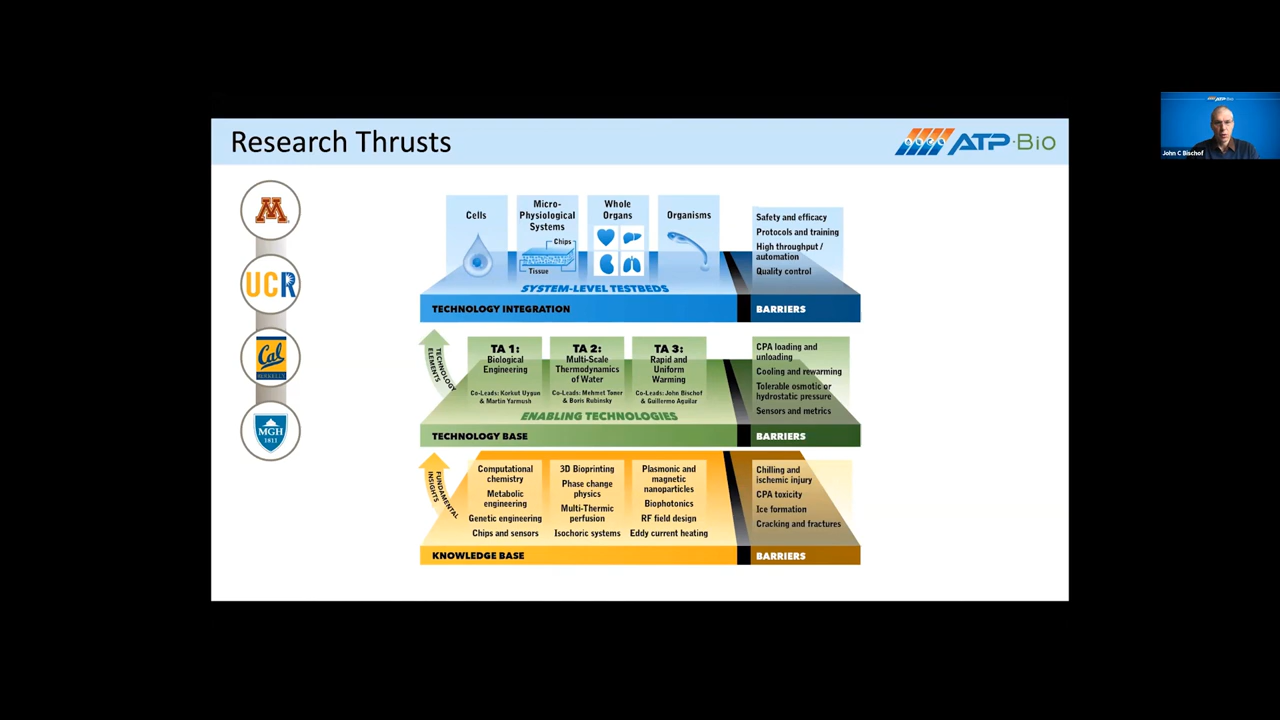 Research Thrusts
ATP·Bio
John C Bischof
M
UCR
Cal
BERKELEY
MGH
1811
Cells
Micro-
Physiological
Systems
Chips
Tissue
Whole
Organs
Organisms
SYSTEM-LEVEL TESTBEDS
TECHNOLOGY INTEGRATION
Safety and efficacy
Protocols and training
High throughput /
automation
Quality control
BARRIERS
TECHNOLOGY
ELEMENTS
TA 1:
Biological
Engineering
Co-Leads: Korkut Uygun
& Martin Yarmush
TA 2:
Multi-Scale
Thermodynamics
of Water
Co-Leads: Mehmet Toner
& Boris Rubinsky
TA 3:
Rapid and
Uniform
Warming
Co-Leads: John Bischof
& Guillermo Aguilar
ENABLING TECHNOLOGIES
TECHNOLOGY BASE
CPA loading and
unloading
Cooling and rewarming
Tolerable osmotic or
hydrostatic pressure
Sensors and metrics
BARRIERS
FUNDAMENTAL
INSIGHTS
Computational
chemistry
Metabolic
engineering
Genetic engineering
Chips and sensors
3D Bioprinting
Phase change
physics
Multi-Thermic
perfusion
Isochoric systems
Plasmonic and
magnetic
nanoparticles
Biophotonics
RF field design
Eddy current heating
KNOWLEDGE BASE
Chilling and
ischemic injury
CPA toxicity
Ice formation
Cracking and fractures
BARRIERS